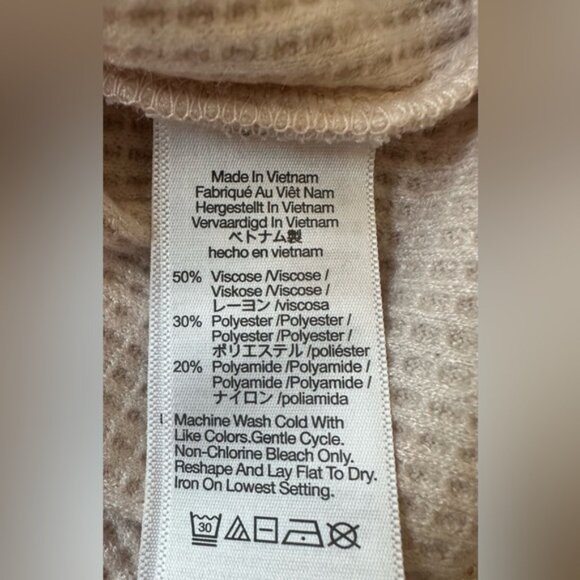 Made In Vietnam
Fabriqué Au Viêt Nam
Hergestellt In Vietnam
Vervaardigd In Vietnam
ベトナム製
hecho en vietnam
50% Viscose /Viscose /
Viskose /Viscose /
レーヨン /viscosa
30% Polyester /Polyester /
Polyester /Polyester /
ポリエステル /poliéster
20% Polyamide /Polyamide /
Polyamide /Polyamide /
ナイロン /poliamida
Machine Wash Cold With
Like Colors.Gentle Cycle.
Non-Chlorine Bleach Only.
Reshape And Lay Flat To Dry.
Iron On Lowest Setting.
30